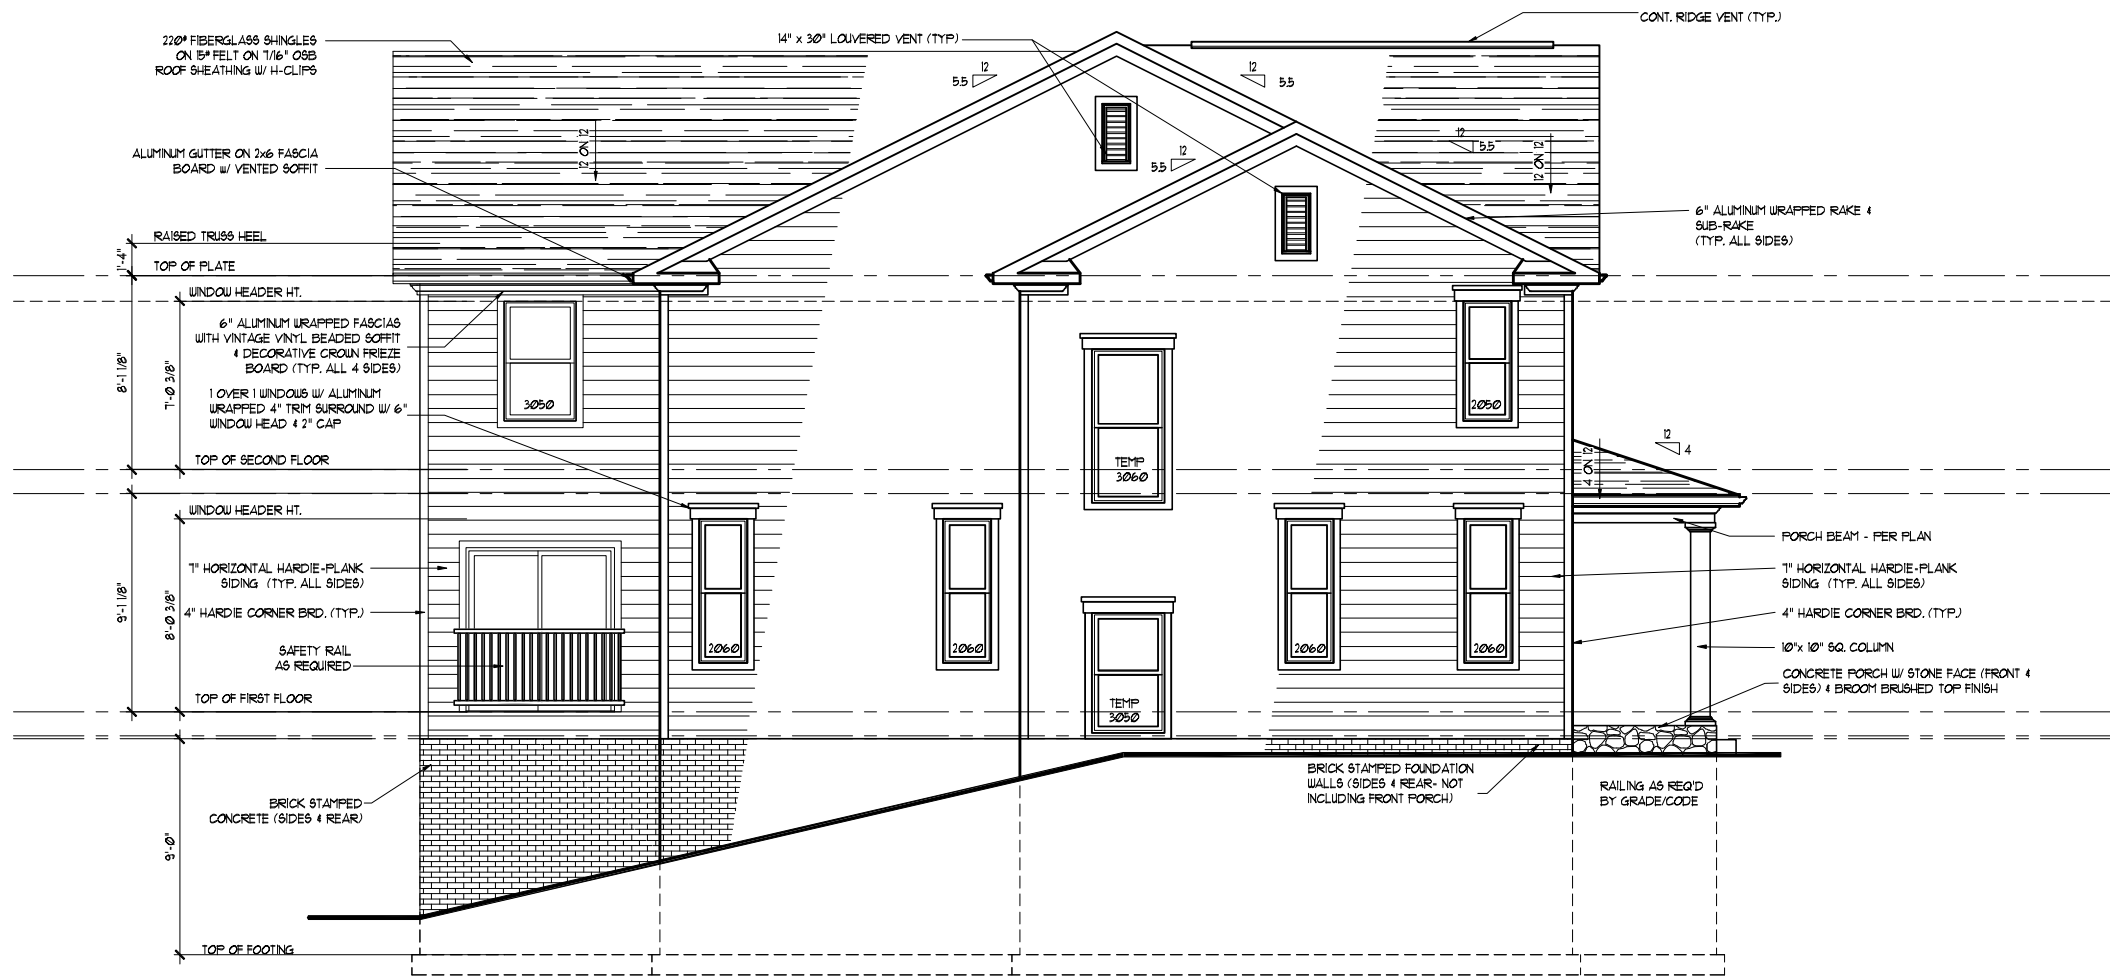 CONT. RIDGE VENT (TYP.)
220# FIBERGLASS SHINGLES
ON 15# FELT ON 7/16" OSB
ROOF SHEATHING W/ H-CLIPS
14" x 30" LOUVERED VENT (TYP)
12
5.5
12
5.5
12
5.5
12
5.5
12 ON 12
12 ON 12
ALUMINUM GUTTER ON 2x6 FASCIA
BOARD W/ VENTED SOFFIT
6" ALUMINUM WRAPPED RAKE &
SUB-RAKE
(TYP. ALL SIDES)
RAISED TRUSS HEEL
1'-4"
TOP OF PLATE
WINDOW HEADER HT.
6" ALUMINUM WRAPPED FASCIAS
WITH VINTAGE VINYL BEADED SOFFIT
& DECORATIVE CROWN FRIEZE
BOARD (TYP. ALL 4 SIDES)
8'-1 1/8"
7'-0 3/8"
1 OVER 1 WINDOWS W/ ALUMINUM
WRAPPED 4" TRIM SURROUND W/ 6"
WINDOW HEAD & 2" CAP
3050
2050
12
4
4 ON 12
TOP OF SECOND FLOOR
TEMP
3060
WINDOW HEADER HT.
PORCH BEAM - PER PLAN
7" HORIZONTAL HARDIE-PLANK
SIDING (TYP. ALL SIDES)
7" HORIZONTAL HARDIE-PLANK
SIDING (TYP. ALL SIDES)
9'-1 1/8"
8'-0 3/8"
4" HARDIE CORNER BRD. (TYP.)
4" HARDIE CORNER BRD. (TYP.)
SAFETY RAIL
AS REQUIRED
2060
2060
2060
2060
10"x 10" SQ. COLUMN
CONCRETE PORCH W/ STONE FACE (FRONT &
SIDES) & BROOM BRUSHED TOP FINISH
TOP OF FIRST FLOOR
TEMP
3050
BRICK STAMPED FOUNDATION
WALLS (SIDES & REAR- NOT
INCLUDING FRONT PORCH)
RAILING AS REQ'D
BY GRADE/CODE
BRICK STAMPED
CONCRETE (SIDES & REAR)
9'-0"
TOP OF FOOTING